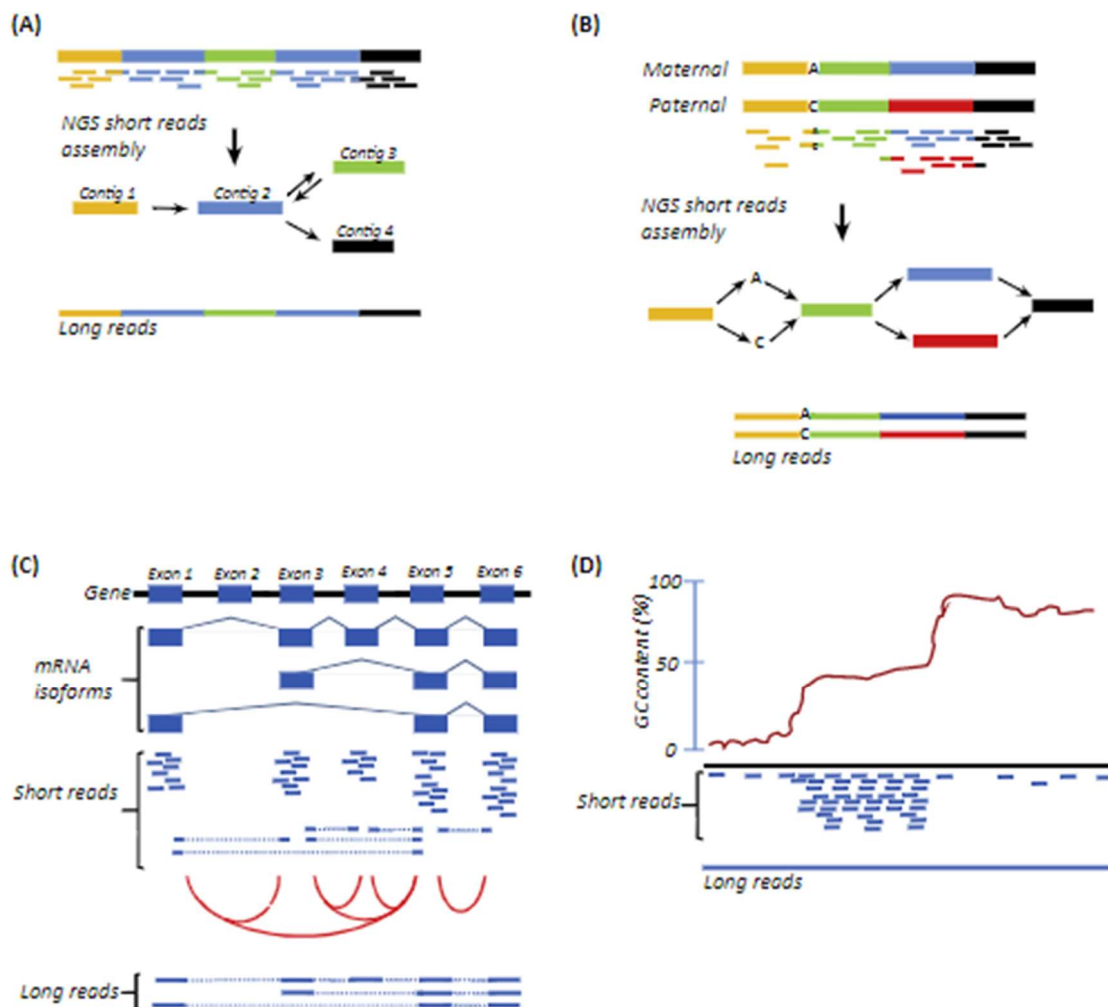 (A)
NGS short reads
assembly
Contig 1
Contig 2
Contig 3
Contig 4
Long reads
(B)
Maternal
A
Paternal
C
A
C
NGS short reads
assembly
A
C
A
C
Long reads
(C)
Exon 1 Exon 2 Exon 3 Exon 4 Exon 5 Exon 6
Gene
mRNA
isoforms
Short reads
Long reads
(D)
100
50
0
GC content (%)
Short reads
Long reads